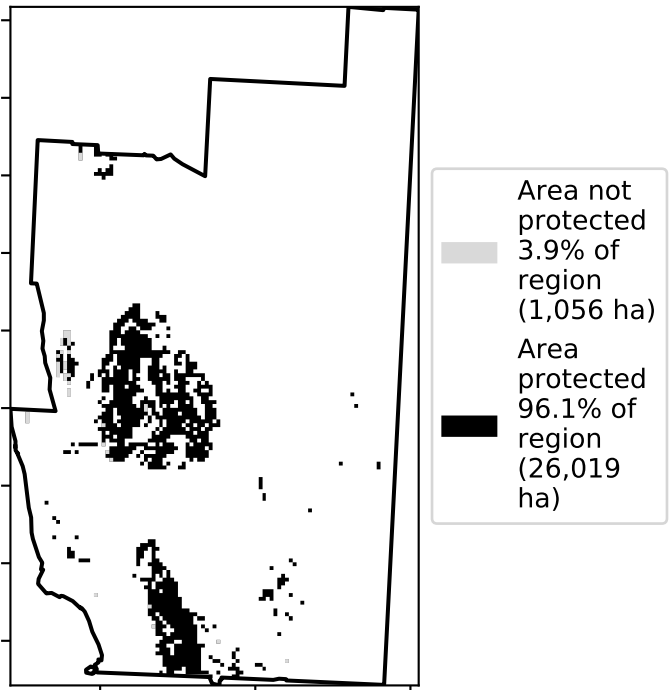 Area not
protected
3.9% of
region
(1,056 ha)
Area
protected
96.1% of
region
(26,019
ha)